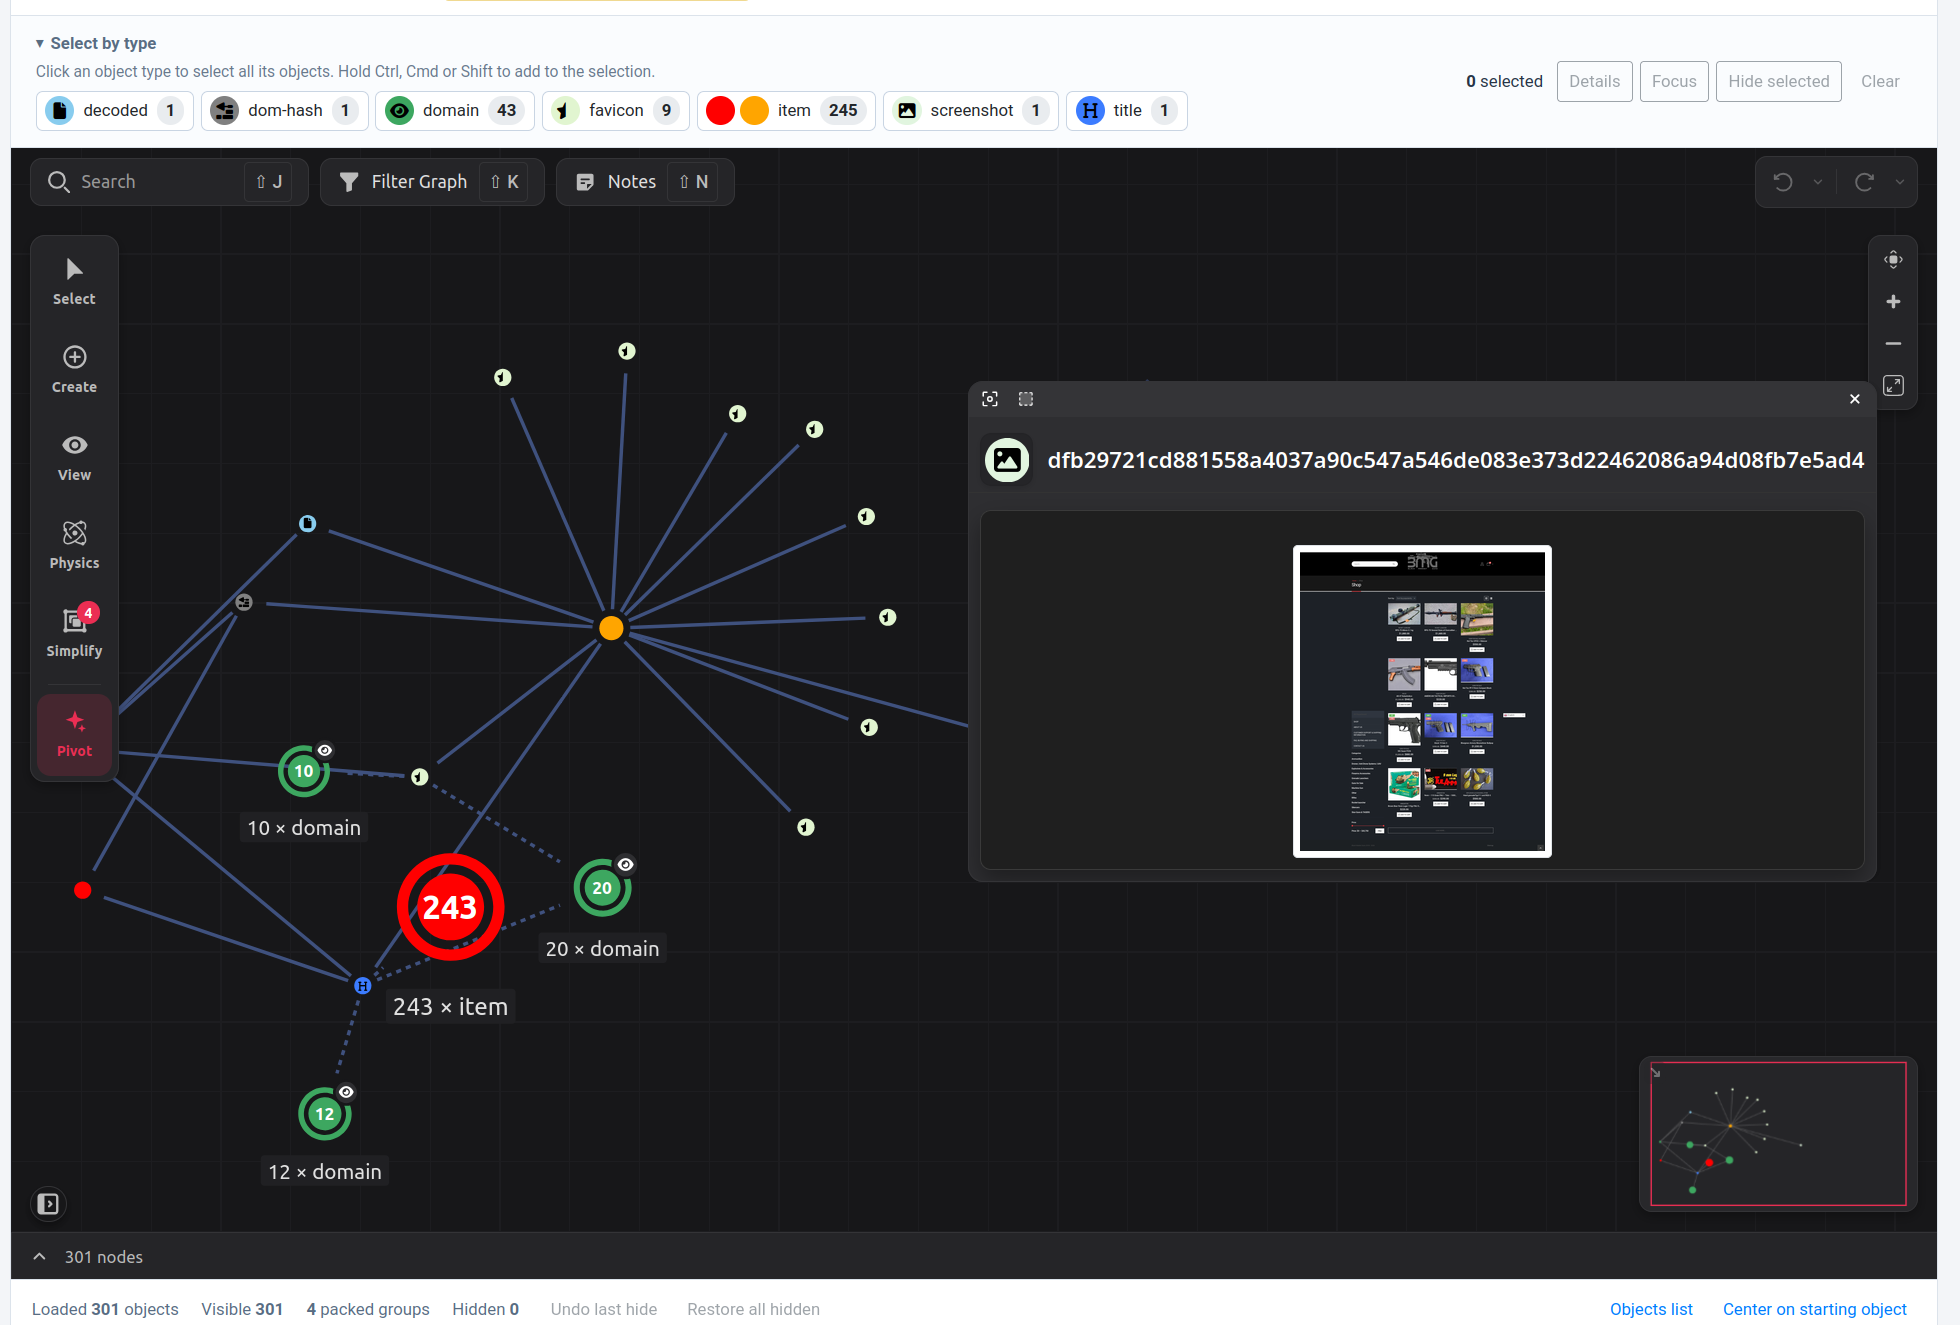 ▾ Select by type
Click an object type to select all its objects. Hold Ctrl, Cmd or Shift to add to the selection.
0 selected Details Focus Hide selected Clear
decoded 1 dom-hash 1 domain 43 favicon 9 item 245 screenshot 1 H title 1
Search ⇧ J Filter Graph ⇧ K Notes ⇧ N
Select
Create
View
Physics
4
Simplify
Pivot
dfb29721cd881558a4037a90c547a546de083e373d22462086a94d08fb7e5ad4
BMG
Shop
10
10 × domain
243
243 × item
20
20 × domain
H
12
12 × domain
301 nodes
Loaded 301 objects Visible 301 4 packed groups Hidden 0 Undo last hide Restore all hidden Objects list Center on starting object